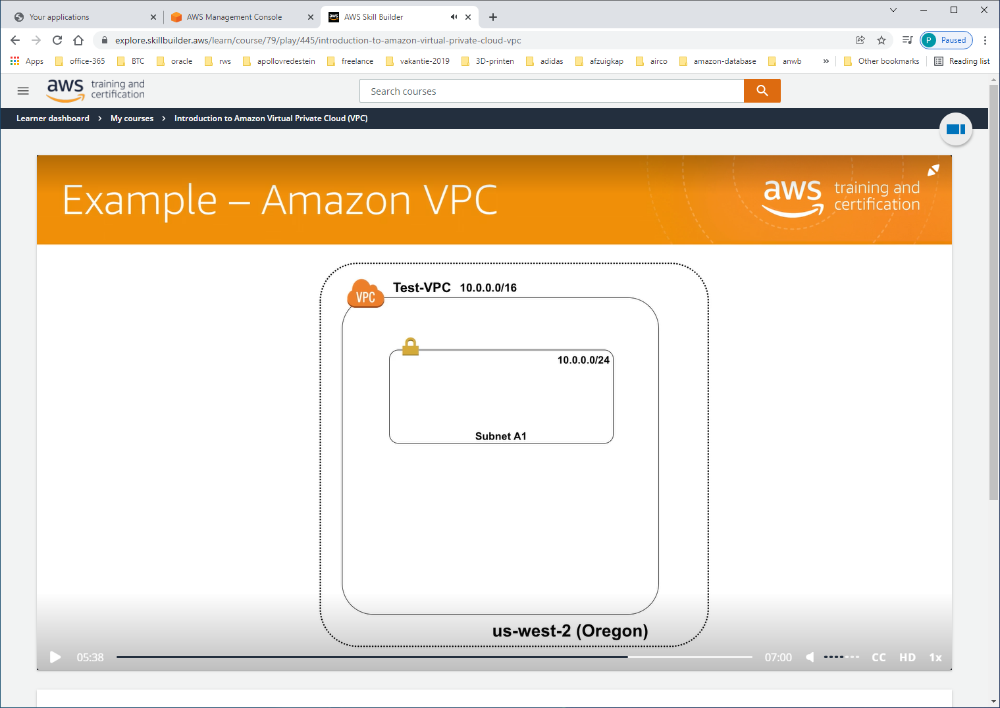 Your applications
AWS Management Console
aws AWS Skill Builder
explore.skillbuilder.aws/learn/course/79/play/445/introduction-to-amazon-virtual-private-cloud-vpc
P Paused
Apps office-365 BTC oracle rws apollovredestein freelance vakantie-2019 3D-printen adidas afzuigkap airco amazon-database anwb » Other bookmarks Reading list
aws training and
certification
Search courses
Learner dashboard > My courses > Introduction to Amazon Virtual Private Cloud (VPC)
Example – Amazon VPC
aws training and
certification
VPC
Test-VPC 10.0.0.0/16
10.0.0.0/24
Subnet A1
us-west-2 (Oregon)
05:38 07:00 CC HD 1x